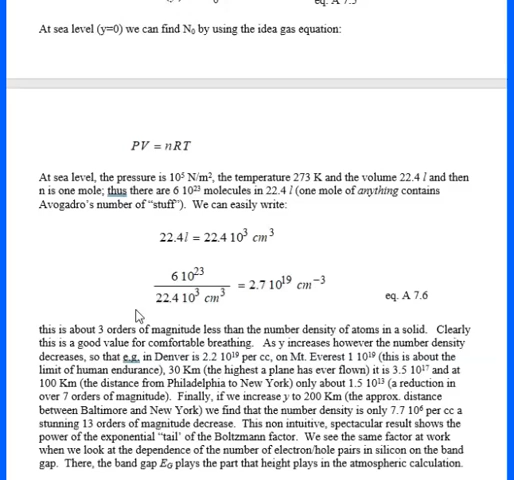 eq. A 7.5
At sea level (y=0) we can find N₀ by using the idea gas equation:
PV = nRT
At sea level, the pressure is 10⁵ N/m², the temperature 273 K and the volume 22.4 l and then
n is one mole; thus there are 6 10²³ molecules in 22.4 l (one mole of anything contains
Avogadro's number of "stuff"). We can easily write:
22.4l = 22.4 10³ cm³
6 10²³ / 22.4 10³ cm³ = 2.7 10¹⁹ cm⁻³
eq. A 7.6
this is about 3 orders of magnitude less than the number density of atoms in a solid. Clearly
this is a good value for comfortable breathing. As y increases however the number density
decreases, so that e.g. in Denver is 2.2 10¹⁹ per cc, on Mt. Everest 1 10¹⁹ (this is about the
limit of human endurance), 30 Km (the highest a plane has ever flown) it is 3.5 10¹⁷ and at
100 Km (the distance from Philadelphia to New York) only about 1.5 10¹³ (a reduction in
over 7 orders of magnitude). Finally, if we increase y to 200 Km (the approx. distance
between Baltimore and New York) we find that the number density is only 7.7 10⁶ per cc a
stunning 13 orders of magnitude decrease. This non intuitive, spectacular result shows the
power of the exponential "tail' of the Boltzmann factor. We see the same factor at work
when we look at the dependence of the number of electron/hole pairs in silicon on the band
gap. There, the band gap E_G plays the part that height plays in the atmospheric calculation.